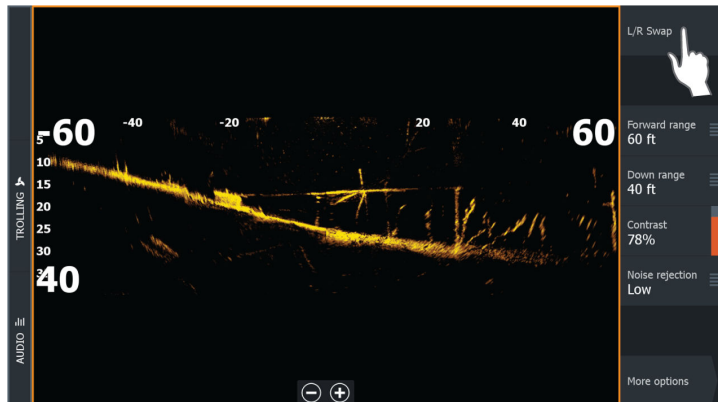 L/R Swap
-60
-40
-20
20
40
60
5
10
15
20
25
30
40
Forward range
60 ft
Down range
40 ft
Contrast
78%
Noise rejection
Low
More options
TROLLING
AUDIO